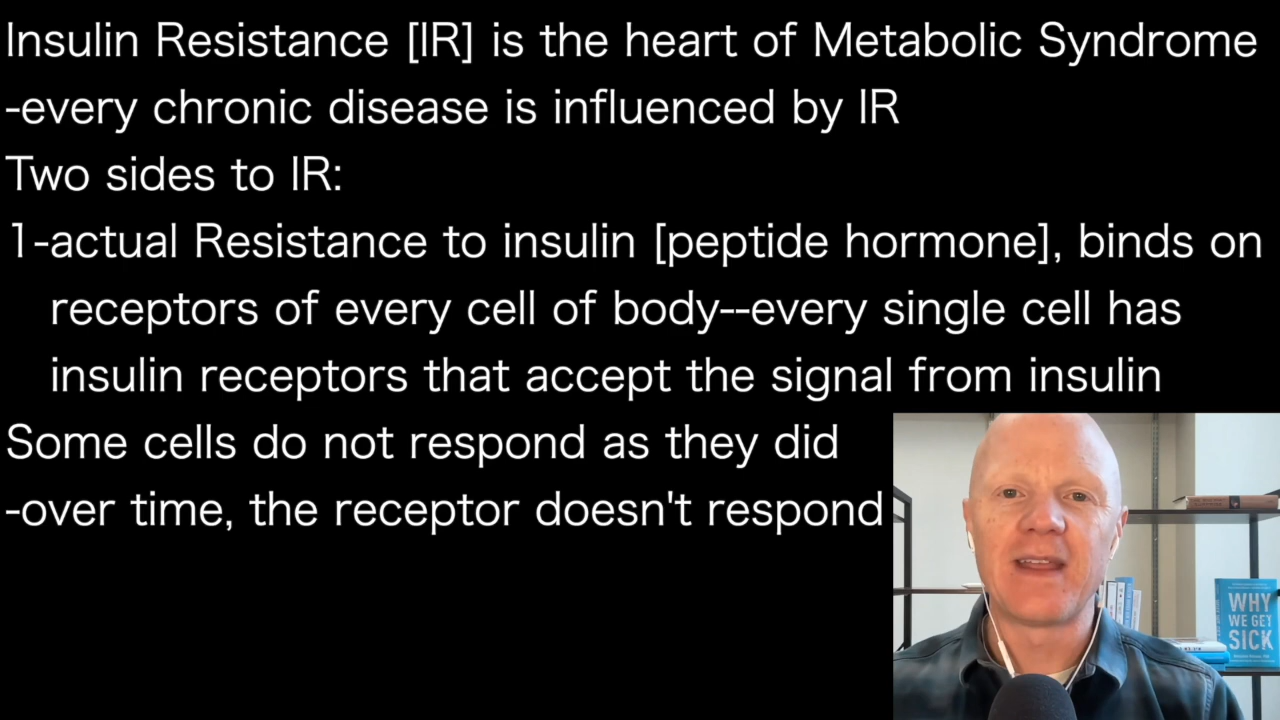 Insulin Resistance [IR] is the heart of Metabolic Syndrome
-every chronic disease is influenced by IR
Two sides to IR:
1-actual Resistance to insulin [peptide hormone], binds on
receptors of every cell of body--every single cell has
insulin receptors that accept the signal from insulin
Some cells do not respond as they did
-over time, the receptor doesn't respond
WHY
WE GET
SICK